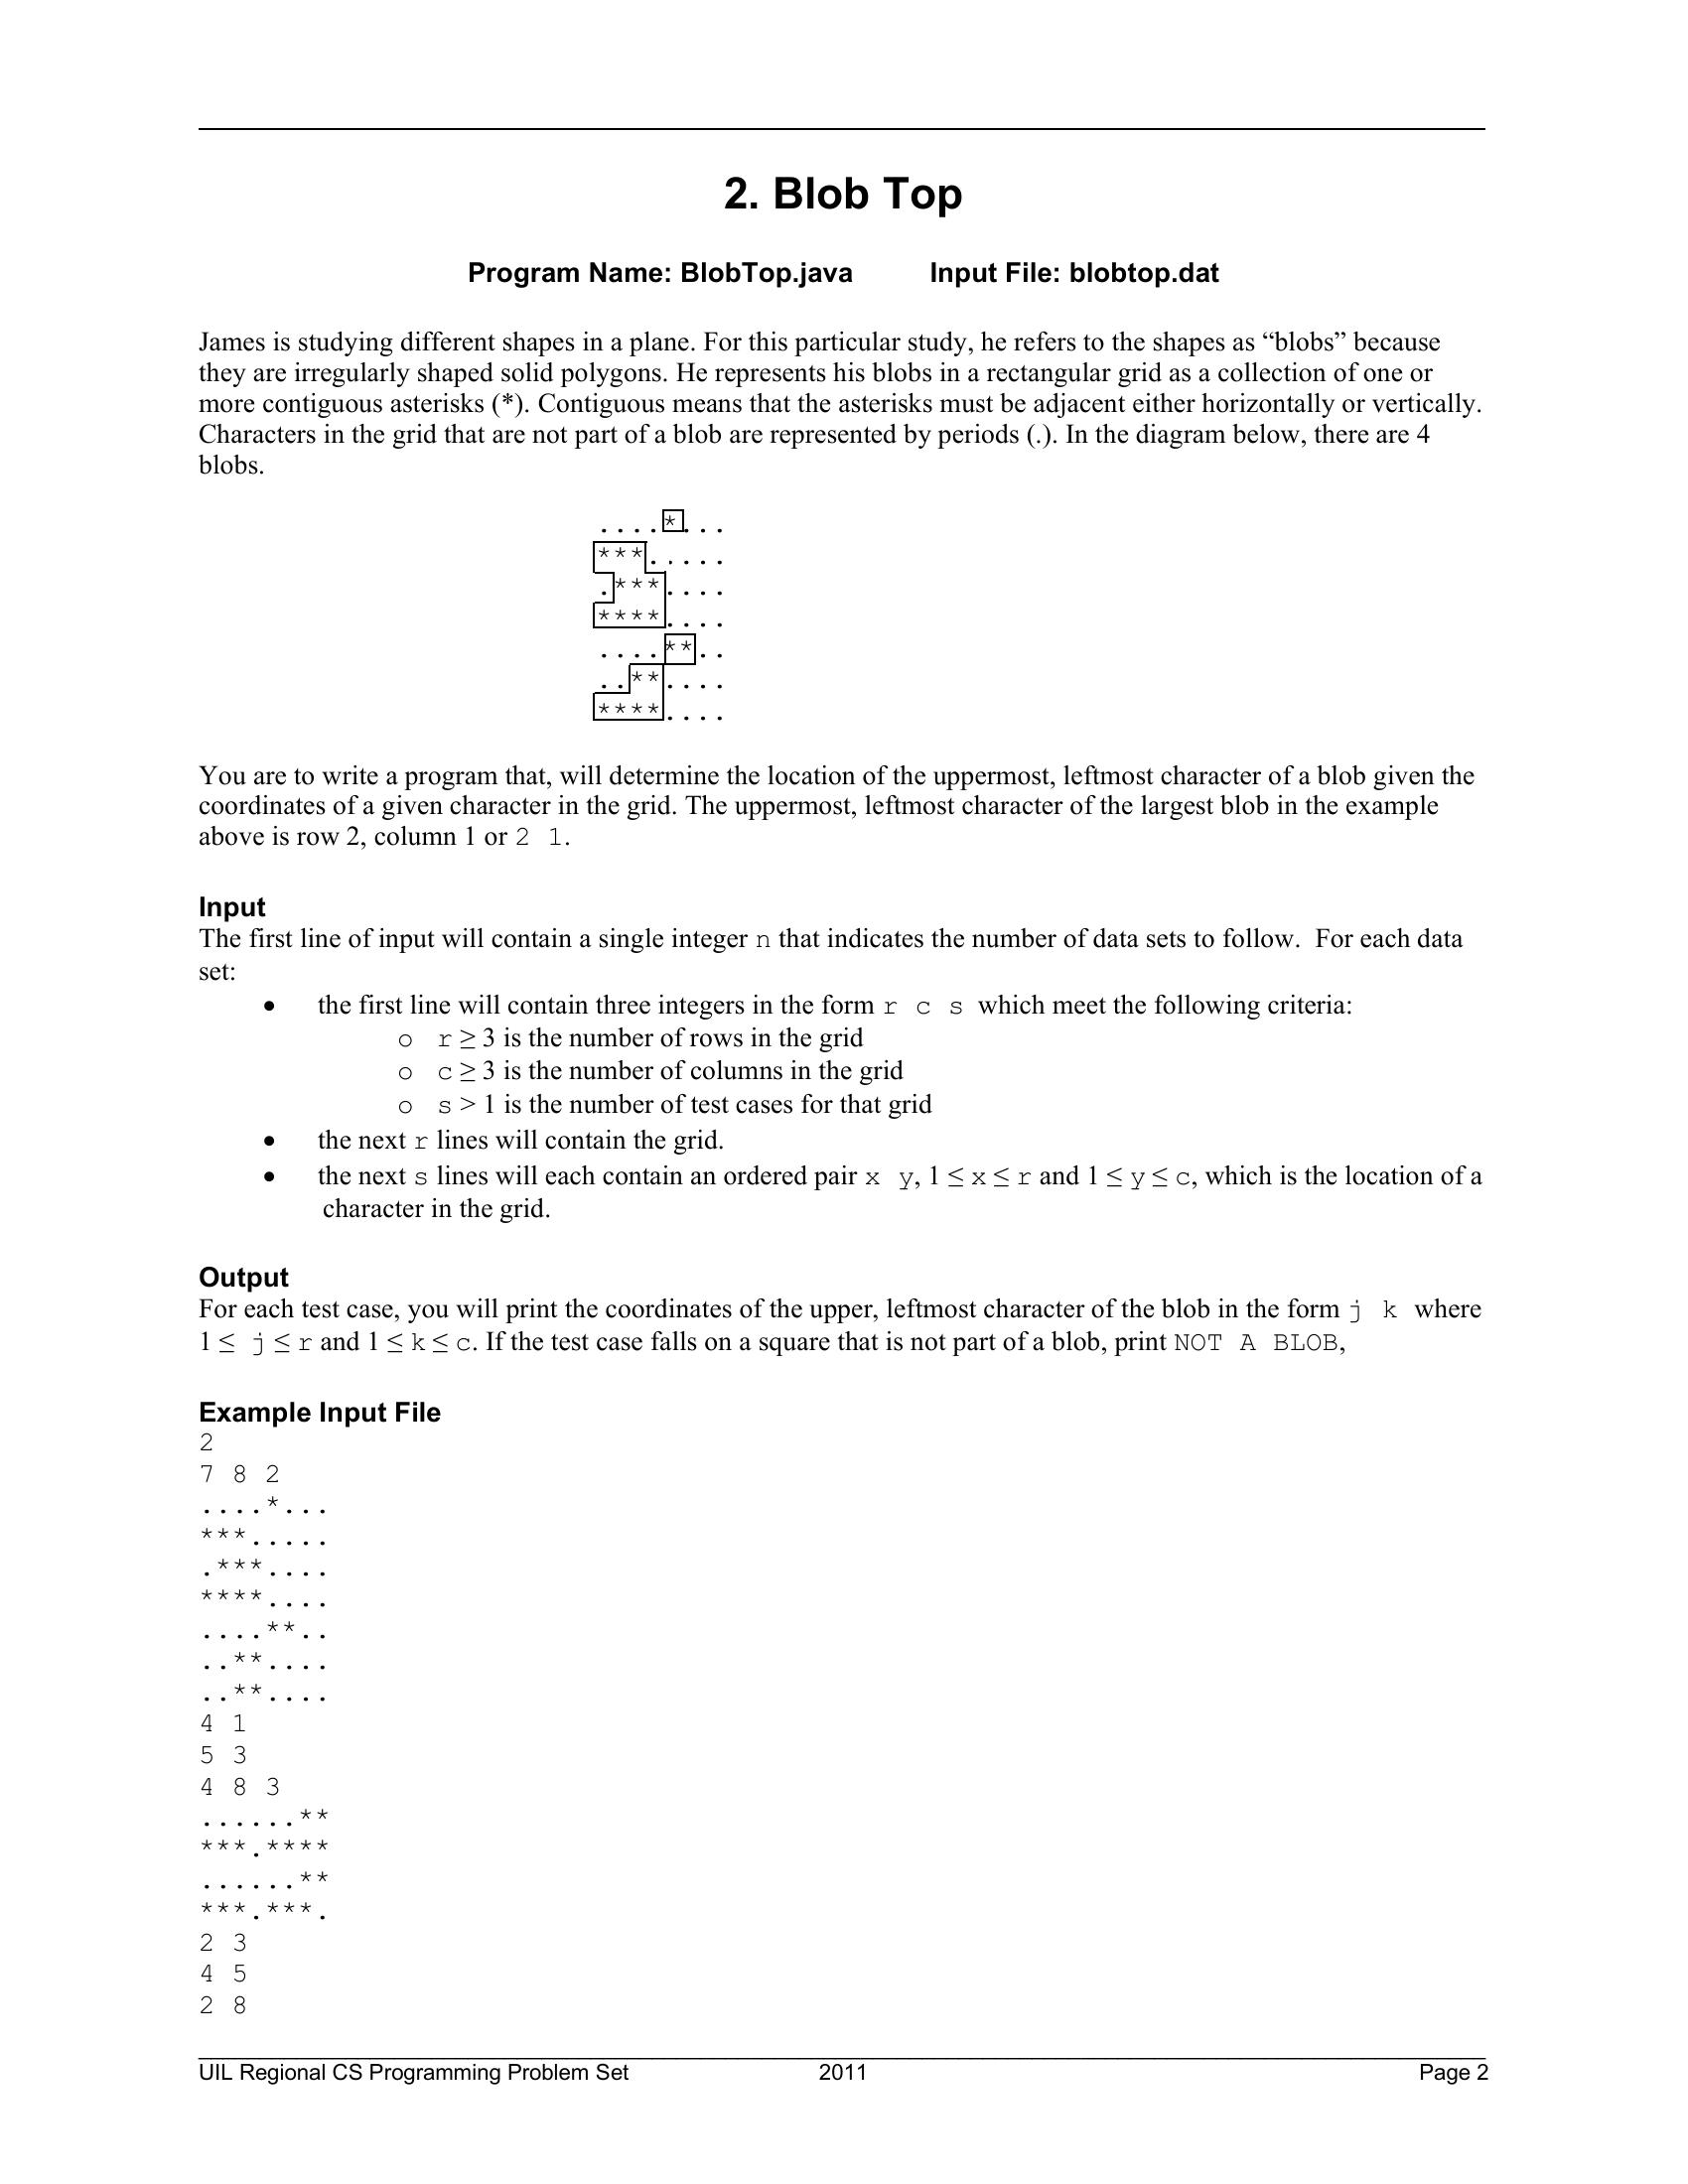 2. Blob Top
Program Name: BlobTop.java Input File: blobtop.dat
James is studying different shapes in a plane. For this particular study, he refers to the shapes as “blobs” because
they are irregularly shaped solid polygons. He represents his blobs in a rectangular grid as a collection of one or
more contiguous asterisks (*). Contiguous means that the asterisks must be adjacent either horizontally or vertically.
Characters in the grid that are not part of a blob are represented by periods (.). In the diagram below, there are 4
blobs.
....*...
***.....
.***....
****....
....**..
..**....
****....
You are to write a program that, will determine the location of the uppermost, leftmost character of a blob given the
coordinates of a given character in the grid. The uppermost, leftmost character of the largest blob in the example
above is row 2, column 1 or 2 1.
Input
The first line of input will contain a single integer n that indicates the number of data sets to follow. For each data
set:
• the first line will contain three integers in the form r c s which meet the following criteria:
o r ≥ 3 is the number of rows in the grid
o c ≥ 3 is the number of columns in the grid
o s > 1 is the number of test cases for that grid
• the next r lines will contain the grid.
• the next s lines will each contain an ordered pair x y, 1 ≤ x ≤ r and 1 ≤ y ≤ c, which is the location of a
character in the grid.
Output
For each test case, you will print the coordinates of the upper, leftmost character of the blob in the form j k where
1 ≤ j ≤ r and 1 ≤ k ≤ c. If the test case falls on a square that is not part of a blob, print NOT A BLOB,
Example Input File
2
7 8 2
....*...
***.....
.***....
****....
....**..
..**....
..**....
4 1
5 3
4 8 3
......**
***.****
......**
***.***.
2 3
4 5
2 8
UIL Regional CS Programming Problem Set 2011 Page 2